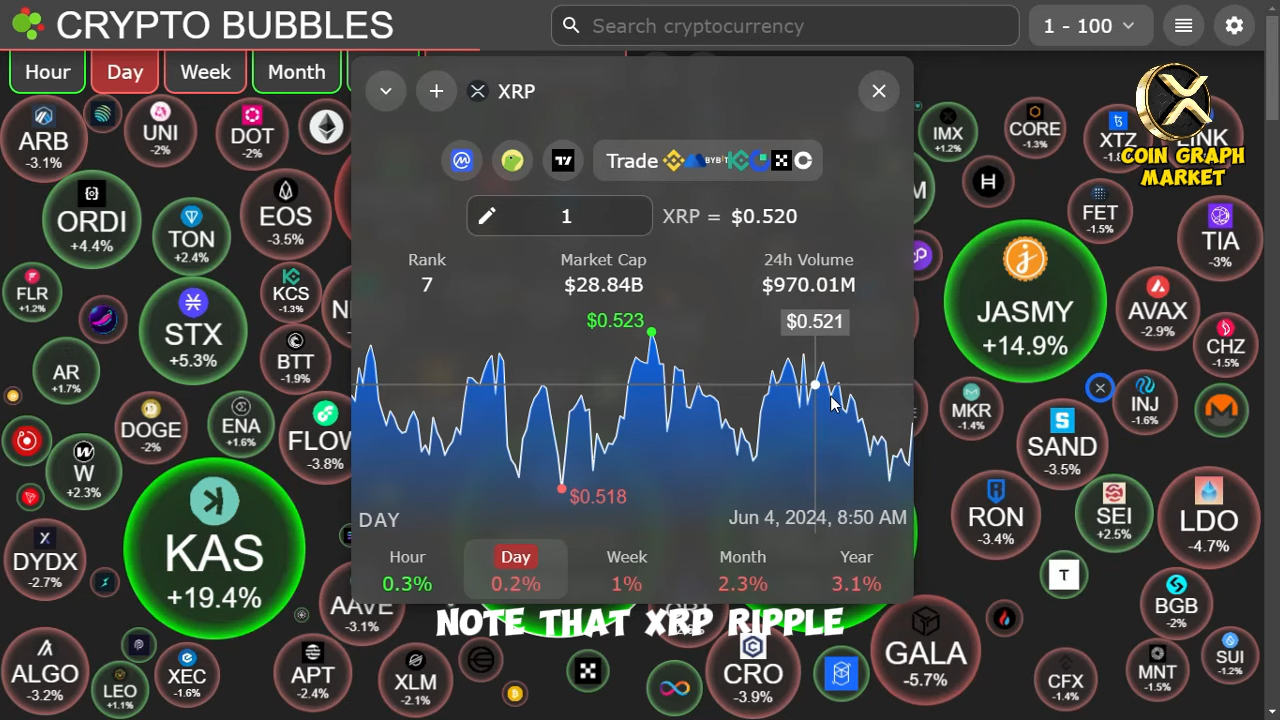 CRYPTO BUBBLES
Search cryptocurrency
1 - 100
Hour
Day
Week
Month
XRP
Trade
BYBIT
1
XRP = $0.520
Rank
7
Market Cap
$28.84B
24h Volume
$970.01M
$0.523
$0.521
$0.518
DAY
Jun 4, 2024, 8:50 AM
Hour
0.3%
Day
0.2%
Week
1%
Month
2.3%
Year
3.1%
NOTE THAT XRP RIPPLE
COIN GRAPH
MARKET
ARB
-3.1%
UNI
-2%
DOT
-2%
ORDI
+4.4%
TON
+2.4%
EOS
-3.5%
FLR
+1.2%
STX
+5.3%
KCS
-1.3%
AR
+1.7%
BTT
-1.9%
DOGE
-2%
ENA
+1.6%
FLOW
-3.8%
W
+2.3%
KAS
+19.4%
DYDX
-2.7%
AAVE
-3.1%
ALGO
-3.2%
LEO
+1.1%
XEC
-1.6%
APT
-2.4%
XLM
-2.1%
CRO
-3.9%
GALA
-5.7%
IMX
+1.2%
CORE
-1.3%
XTZ
LINK
FET
-1.5%
TIA
-3%
JASMY
+14.9%
AVAX
-2.9%
CHZ
-1.5%
MKR
-1.4%
INJ
-1.6%
SAND
-3.5%
RON
-3.4%
SEI
+2.5%
LDO
-4.7%
T
BGB
-2%
CFX
-1.4%
MNT
-1.5%
SUI
-1.2%